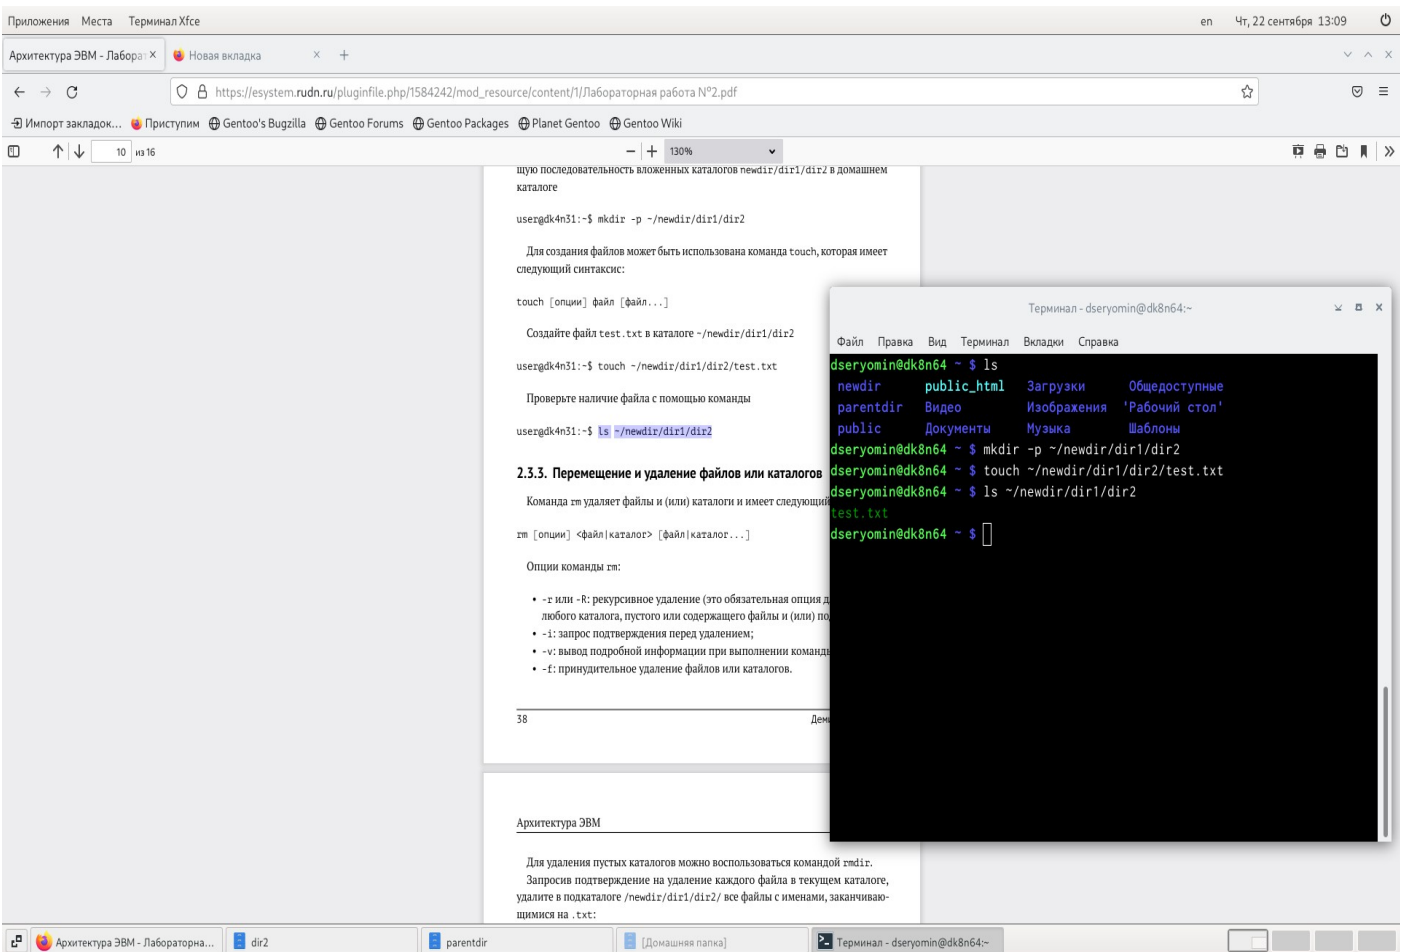 Приложения Места Терминал Xfce
en Чт, 22 сентября 13:09
Архитектура ЭВМ - Лабора
Новая вкладка
https://esystem.rudn.ru/pluginfile.php/1584242/mod_resource/content/1/Лабораторная работа №2.pdf
Импорт закладок... Приступим Gentoo's Bugzilla Gentoo Forums Gentoo Packages Planet Gentoo Gentoo Wiki
10 из 16
130%
щую последовательность вложенных каталогов newdir/dir1/dir2 в домашнем
каталоге
user@dk4n31:~$ mkdir -p ~/newdir/dir1/dir2
Для создания файлов может быть использована команда touch, которая имеет
следующий синтаксис:
touch [опции] файл [файл...]
Создайте файл test.txt в каталоге ~/newdir/dir1/dir2
user@dk4n31:~$ touch ~/newdir/dir1/dir2/test.txt
Проверьте наличие файла с помощью команды
user@dk4n31:~$ ls ~/newdir/dir1/dir2
2.3.3. Перемещение и удаление файлов или каталогов
Команда rm удаляет файлы и (или) каталоги и имеет следующий
rm [опции] <файл|каталог> [файл|каталог...]
Опции команды rm:
• -r или -R: рекурсивное удаление (это обязательная опция д
любого каталога, пустого или содержащего файлы и (или) по
• -i: запрос подтверждения перед удалением;
• -v: вывод подробной информации при выполнении команды
• -f: принудительное удаление файлов или каталогов.
38
Деми
Архитектура ЭВМ
Для удаления пустых каталогов можно воспользоваться командой rmdir.
Запросив подтверждение на удаление каждого файла в текущем каталоге,
удалите в подкаталоге /newdir/dir1/dir2/ все файлы с именами, заканчиваю-
щимися на .txt:
Терминал - dseryomin@dk8n64:~
Файл Правка Вид Терминал Вкладки Справка
dseryomin@dk8n64 ~ $ ls
newdir public_html Загрузки Общедоступные
parentdir Видео Изображения 'Рабочий стол'
public Документы Музыка Шаблоны
dseryomin@dk8n64 ~ $ mkdir -p ~/newdir/dir1/dir2
dseryomin@dk8n64 ~ $ touch ~/newdir/dir1/dir2/test.txt
dseryomin@dk8n64 ~ $ ls ~/newdir/dir1/dir2
test.txt
dseryomin@dk8n64 ~ $
Архитектура ЭВМ - Лабораторна...
dir2
parentdir
[Домашняя папка]
Терминал - dseryomin@dk8n64:~